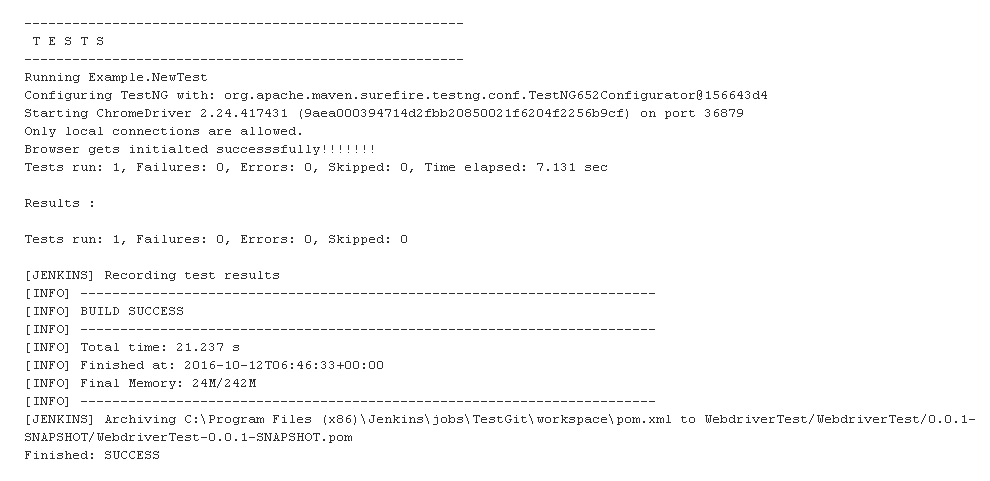 -------------------------------------------------------
 T E S T S
-------------------------------------------------------
Running Example.NewTest
Configuring TestNG with: org.apache.maven.surefire.testng.conf.TestNG652Configurator@156643d4
Starting ChromeDriver 2.24.417431 (9aea000394714d2fbb20850021f6204f2256b9cf) on port 36879
Only local connections are allowed.
Browser gets initialted successsfully!!!!!!!
Tests run: 1, Failures: 0, Errors: 0, Skipped: 0, Time elapsed: 7.131 sec
Results :
Tests run: 1, Failures: 0, Errors: 0, Skipped: 0
[JENKINS] Recording test results
[INFO] ------------------------------------------------------------------------
[INFO] BUILD SUCCESS
[INFO] ------------------------------------------------------------------------
[INFO] Total time: 21.237 s
[INFO] Finished at: 2016-10-12T06:46:33+00:00
[INFO] Final Memory: 24M/242M
[INFO] ------------------------------------------------------------------------
[JENKINS] Archiving C:\Program Files (x86)\Jenkins\jobs\TestGit\workspace\pom.xml to WebdriverTest/WebdriverTest/0.0.1-
SNAPSHOT/WebdriverTest-0.0.1-SNAPSHOT.pom
Finished: SUCCESS